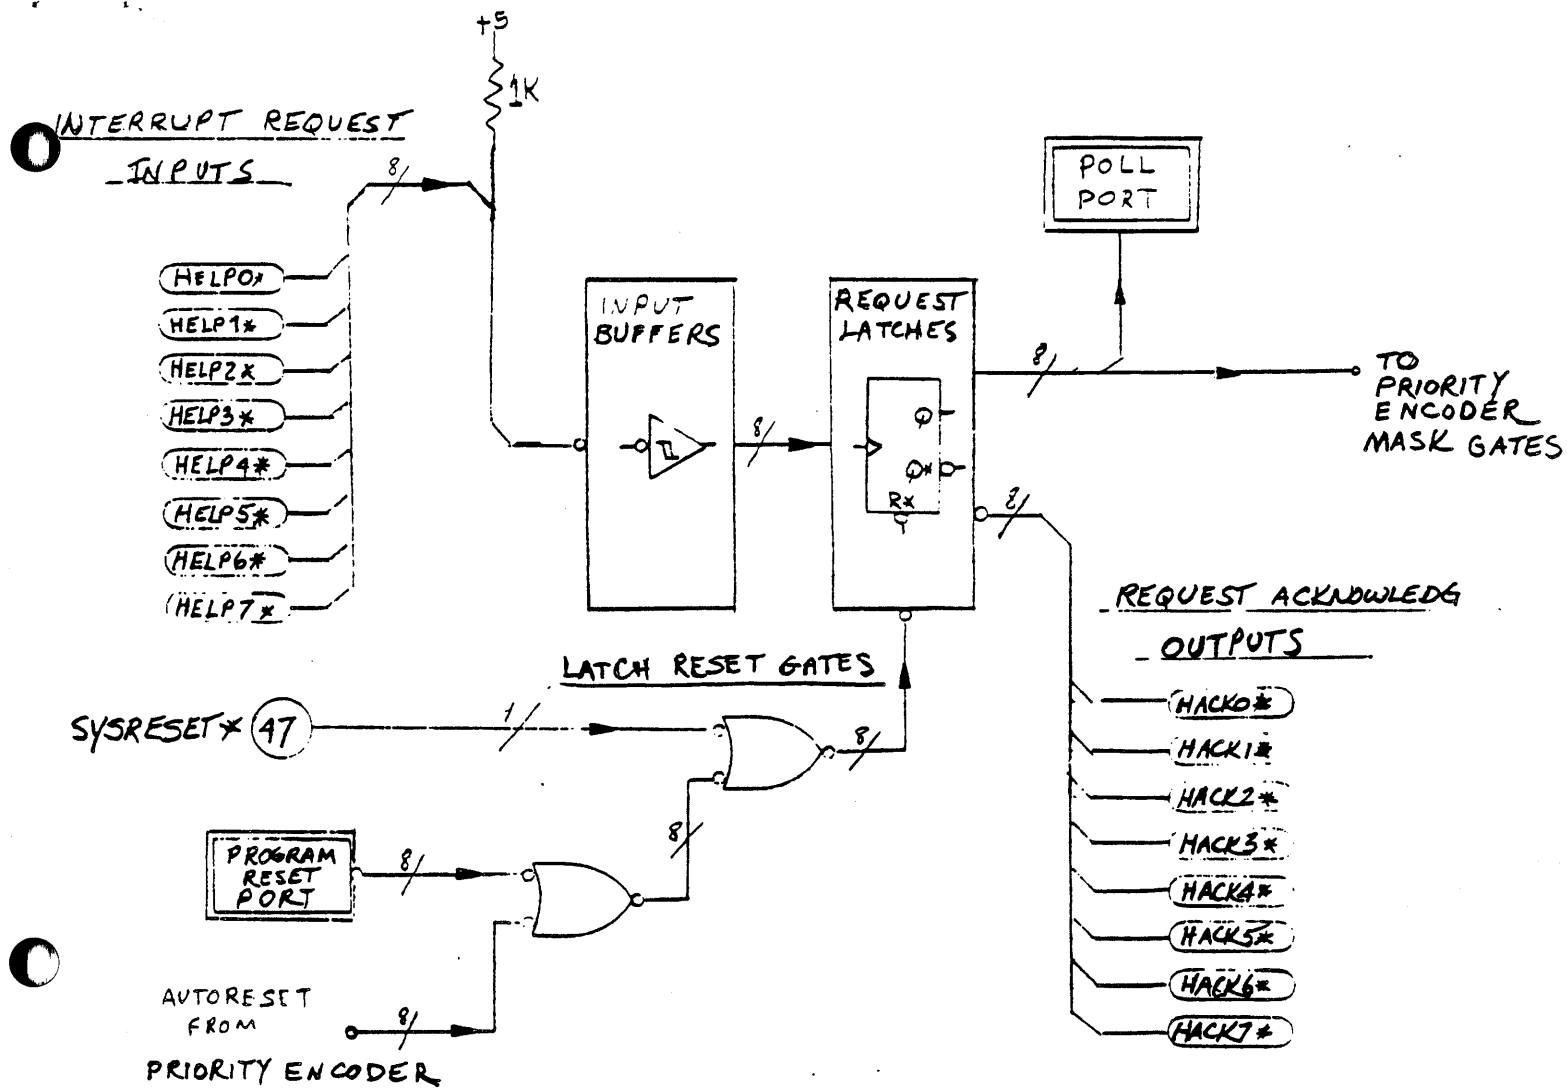 +5
1K
INTERRUPT REQUEST
INPUTS
8
HELP0*
HELP1*
HELP2*
HELP3*
HELP4*
HELP5*
HELP6*
HELP7*
INPUT
BUFFERS
8
REQUEST
LATCHES
Q
Q*
R*
POLL
PORT
8
TO
PRIORITY
ENCODER
MASK GATES
8
REQUEST ACKNOWLEDG
OUTPUTS
HACK0*
HACK1*
HACK2*
HACK3*
HACK4*
HACK5*
HACK6*
HACK7*
LATCH RESET GATES
SYSRESET* 47
1
8
8
PROGRAM
RESET
PORT
8
AUTORESET
FROM
PRIORITY ENCODER
8